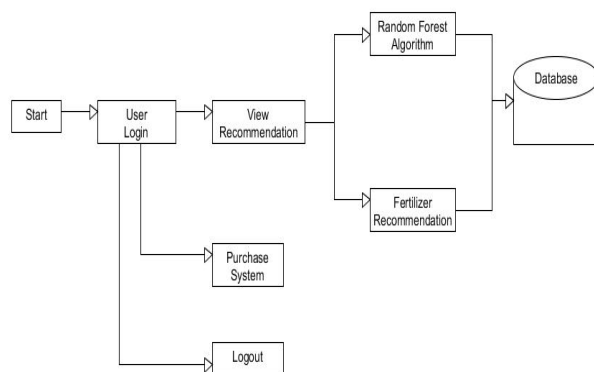 Start
User
Login
View
Recommendation
Random Forest
Algorithm
Database
Fertilizer
Recommendation
Purchase
System
Logout